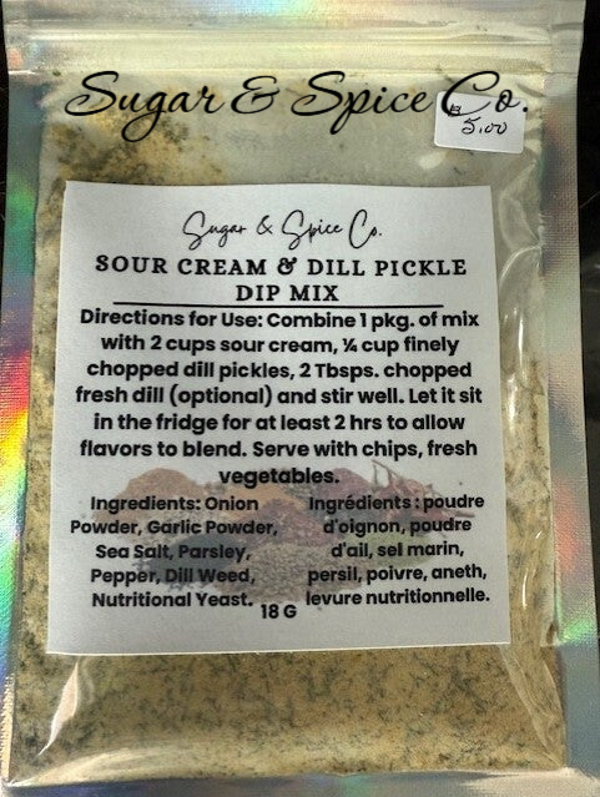 Sugar & Spice Co.
5.00
Sugar & Spice Co.
SOUR CREAM & DILL PICKLE
DIP MIX
Directions for Use: Combine 1 pkg. of mix
with 2 cups sour cream, ¼ cup finely
chopped dill pickles, 2 Tbsps. chopped
fresh dill (optional) and stir well. Let it sit
in the fridge for at least 2 hrs to allow
flavors to blend. Serve with chips, fresh
vegetables.
Ingredients: Onion
Powder, Garlic Powder,
Sea Salt, Parsley,
Pepper, Dill Weed,
Nutritional Yeast.
Ingrédients : poudre
d'oignon, poudre
d'ail, sel marin,
persil, poivre, aneth,
levure nutritionnelle.
18 G